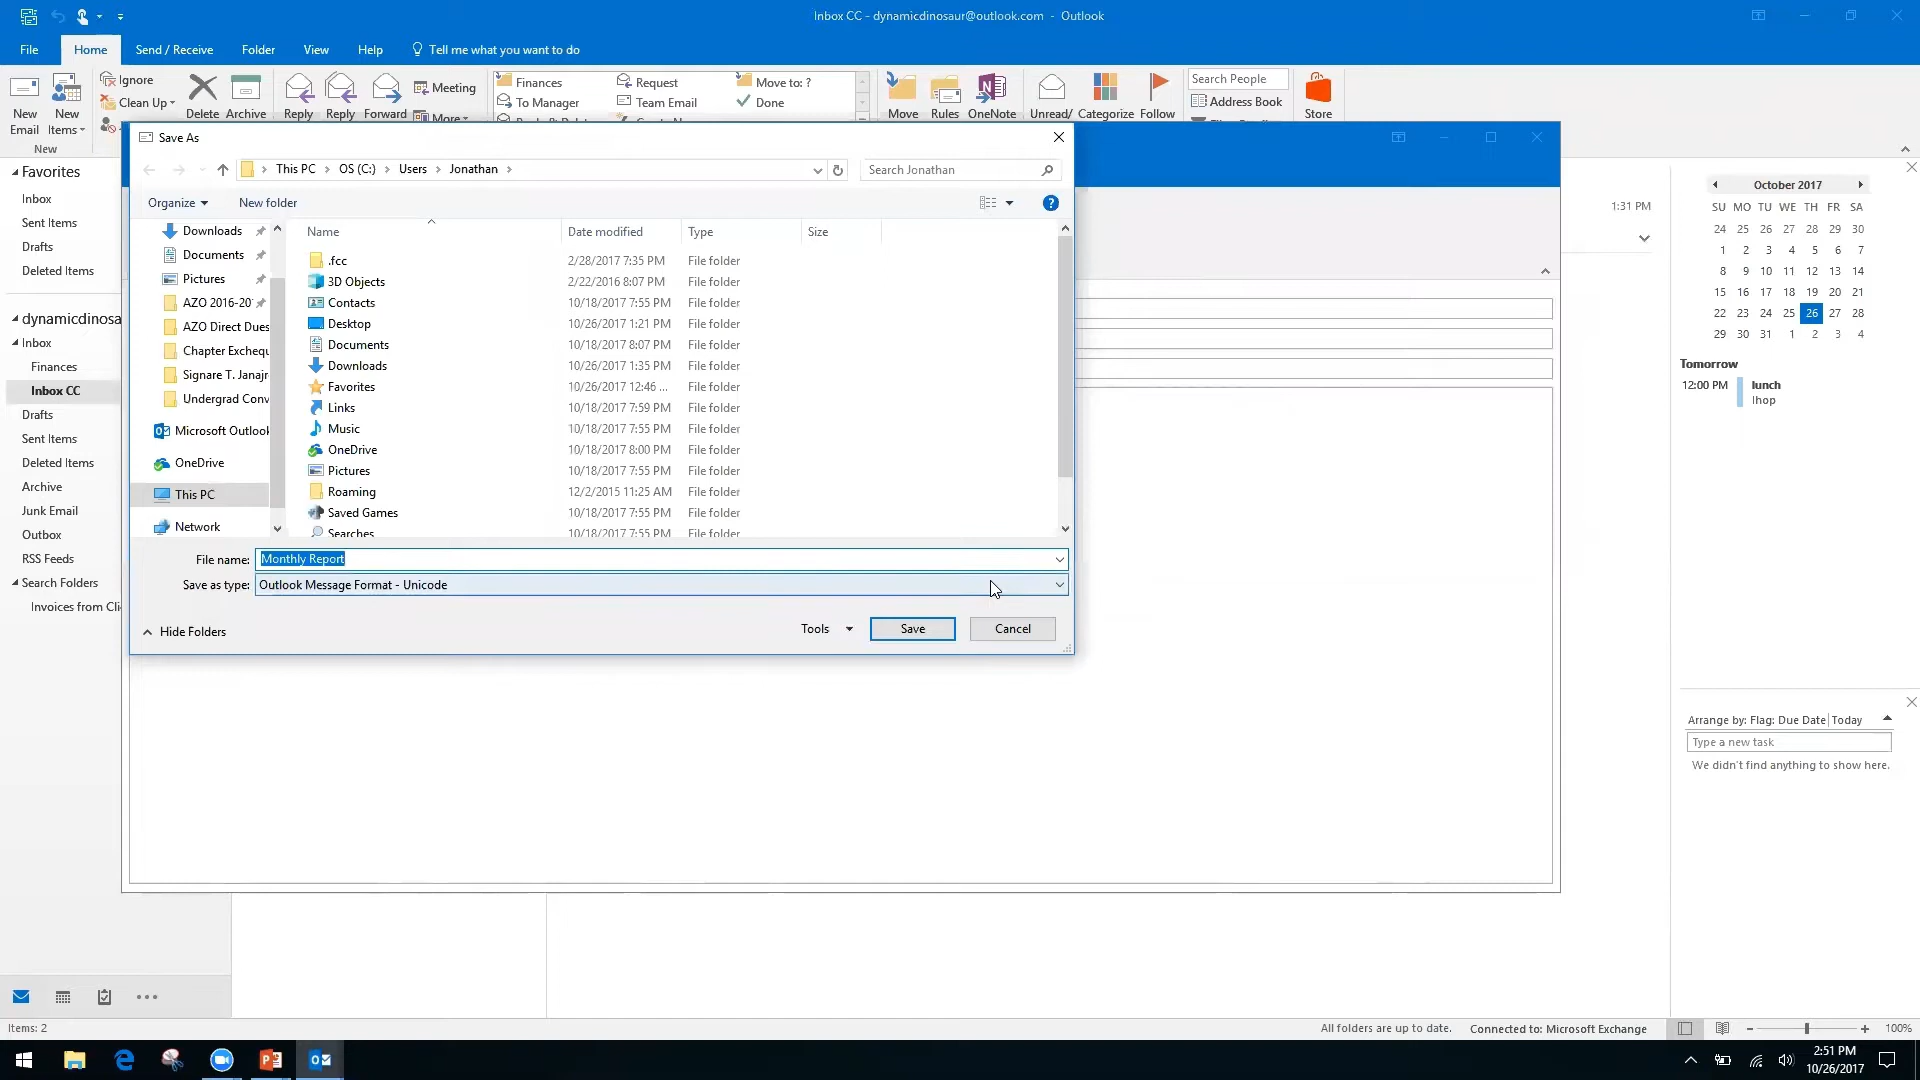 Inbox CC - dynamicdinosaur@outlook.com - Outlook
File Home Send / Receive Folder View Help Tell me what you want to do
New Email
New Items
New
Ignore
Clean Up
Delete
Archive
Reply
Reply
Forward
Meeting
More
Finances
To Manager
Request
Team Email
Move to: ?
Done
Move
Rules
OneNote
Unread/
Categorize
Follow
Search People
Address Book
Store
Favorites
Inbox
Sent Items
Drafts
Deleted Items
dynamicdinosa
Inbox
Finances
Inbox CC
Drafts
Sent Items
Deleted Items
Archive
Junk Email
Outbox
RSS Feeds
Search Folders
Invoices from Cli
Save As
This PC > OS (C:) > Users > Jonathan >
Search Jonathan
Organize
New folder
?
Downloads
Documents
Pictures
AZO 2016-20
AZO Direct Dues
Chapter Exchequ
Signare T. Janajr
Undergrad Conv
Microsoft Outlook
OneDrive
This PC
Network
Name Date modified Type Size
.fcc 2/28/2017 7:35 PM File folder
3D Objects 2/22/2016 8:07 PM File folder
Contacts 10/18/2017 7:55 PM File folder
Desktop 10/26/2017 1:21 PM File folder
Documents 10/18/2017 8:07 PM File folder
Downloads 10/26/2017 1:35 PM File folder
Favorites 10/26/2017 12:46 ... File folder
Links 10/18/2017 7:59 PM File folder
Music 10/18/2017 7:55 PM File folder
OneDrive 10/18/2017 8:00 PM File folder
Pictures 10/18/2017 7:55 PM File folder
Roaming 12/2/2015 11:25 AM File folder
Saved Games 10/18/2017 7:55 PM File folder
Searches 10/18/2017 7:55 PM File folder
File name: Monthly Report
Save as type: Outlook Message Format - Unicode
Hide Folders
Tools
Save
Cancel
1:31 PM
October 2017
SU MO TU WE TH FR SA
24 25 26 27 28 29 30
1 2 3 4 5 6 7
8 9 10 11 12 13 14
15 16 17 18 19 20 21
22 23 24 25 26 27 28
29 30 31 1 2 3 4
Tomorrow
12:00 PM lunch
Ihop
Arrange by: Flag: Due Date Today
Type a new task
We didn't find anything to show here.
Items: 2
All folders are up to date.
Connected to: Microsoft Exchange
100%
2:51 PM
10/26/2017